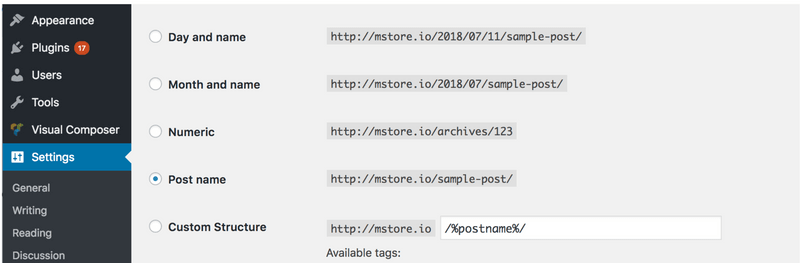 Appearance
Plugins 17
Users
Tools
Visual Composer
Settings
General
Writing
Reading
Discussion
Day and name http://mstore.io/2018/07/11/sample-post/
Month and name http://mstore.io/2018/07/sample-post/
Numeric http://mstore.io/archives/123
Post name http://mstore.io/sample-post/
Custom Structure http://mstore.io /%postname%/
Available tags: